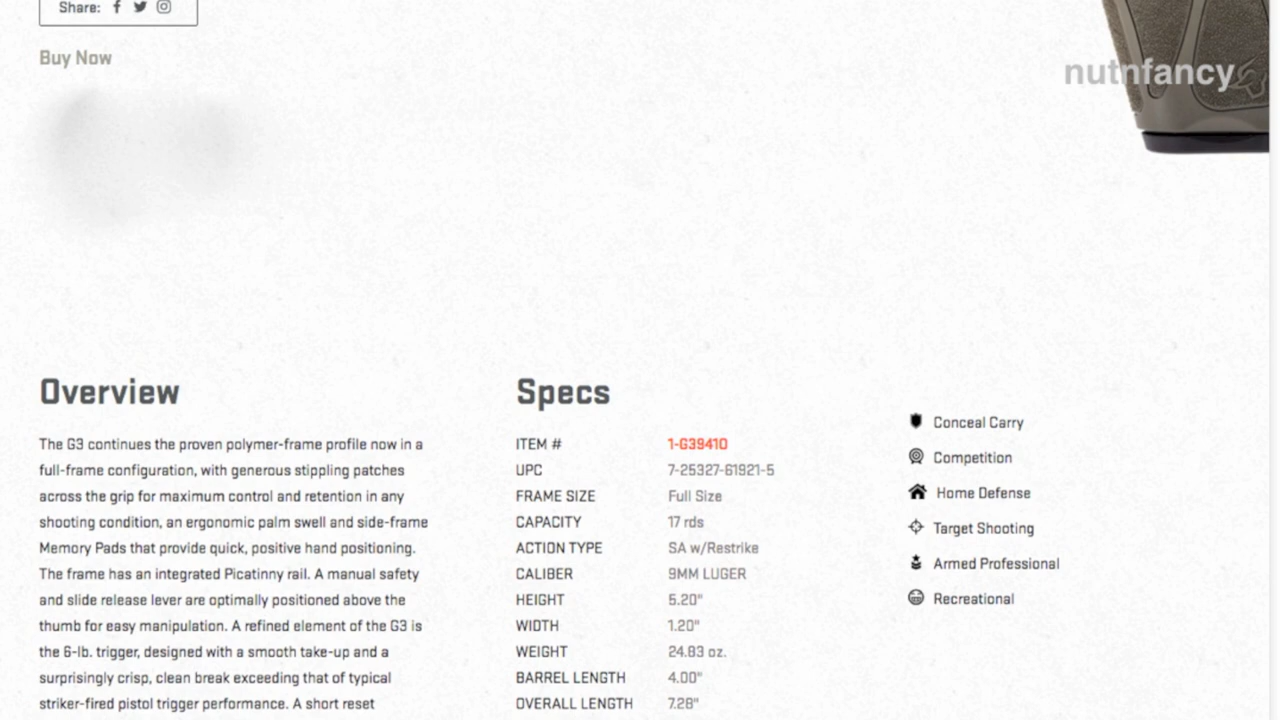 Share:
Buy Now
nutnfancy
Overview
The G3 continues the proven polymer-frame profile now in a
full-frame configuration, with generous stippling patches
across the grip for maximum control and retention in any
shooting condition, an ergonomic palm swell and side-frame
Memory Pads that provide quick, positive hand positioning.
The frame has an integrated Picatinny rail. A manual safety
and slide release lever are optimally positioned above the
thumb for easy manipulation. A refined element of the G3 is
the 6-lb. trigger, designed with a smooth take-up and a
surprisingly crisp, clean break exceeding that of typical
striker-fired pistol trigger performance. A short reset
Specs
ITEM # 1-G39410
UPC 7-25327-61921-5
FRAME SIZE Full Size
CAPACITY 17 rds
ACTION TYPE SA w/Restrike
CALIBER 9MM LUGER
HEIGHT 5.20"
WIDTH 1.20"
WEIGHT 24.83 oz.
BARREL LENGTH 4.00"
OVERALL LENGTH 7.28"
Conceal Carry
Competition
Home Defense
Target Shooting
Armed Professional
Recreational